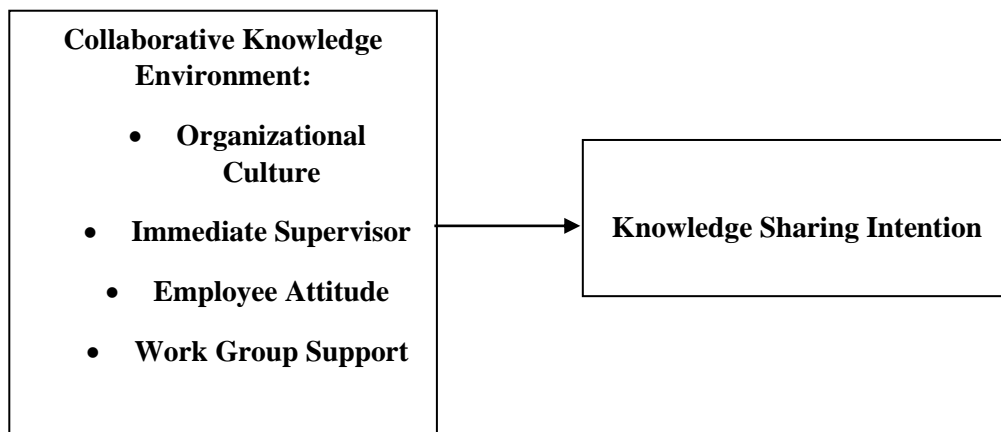 Collaborative Knowledge
Environment:
• Organizational
Culture
• Immediate Supervisor
• Employee Attitude
• Work Group Support
Knowledge Sharing Intention